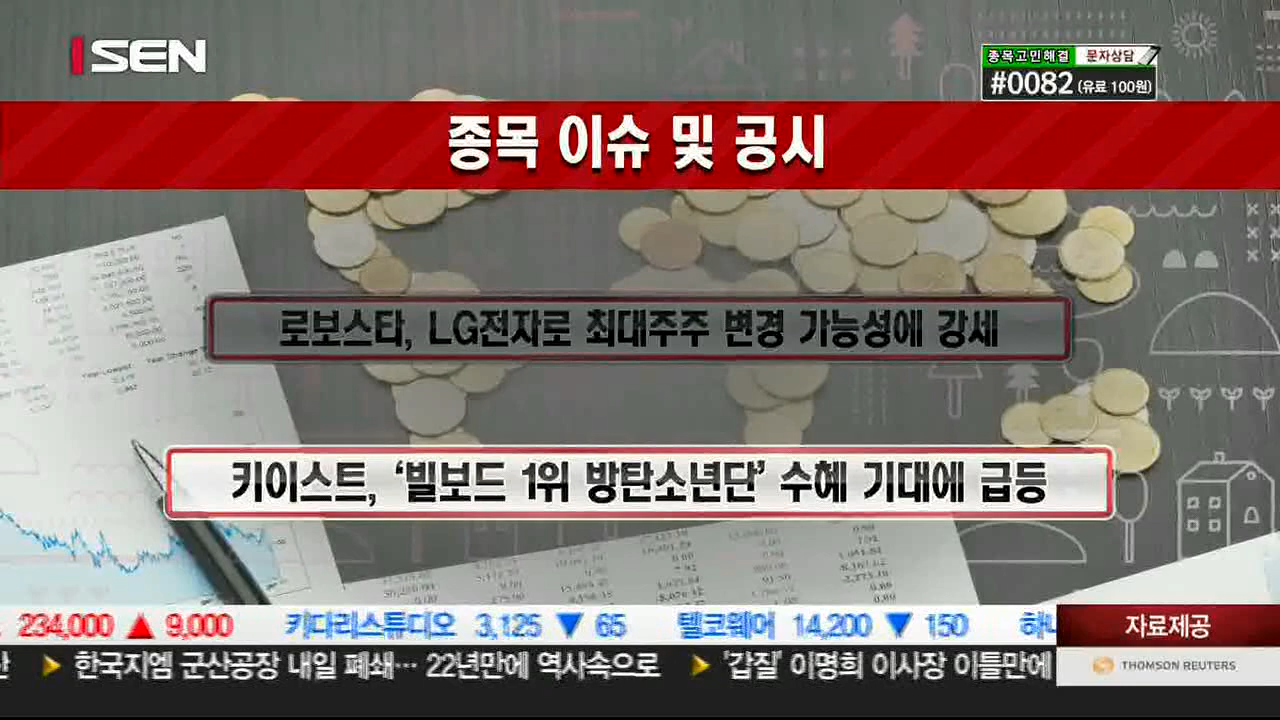 SEN
종목고민해결 문자상담
#0082 (유료 100원)
종목 이슈 및 공시
로보스타, LG전자로 최대주주 변경 가능성에 강세
키이스트, ‘빌보드 1위 방탄소년단’ 수혜 기대에 급등
234,000 ▲ 9,000 키다리스튜디오 3,125 ▼ 65 텔코웨어 14,200 ▼ 150 하나
자료제공
한국지엠 군산공장 내일 폐쇄… 22년만에 역사속으로 '갑질' 이명희 이사장 이틀만에
THOMSON REUTERS